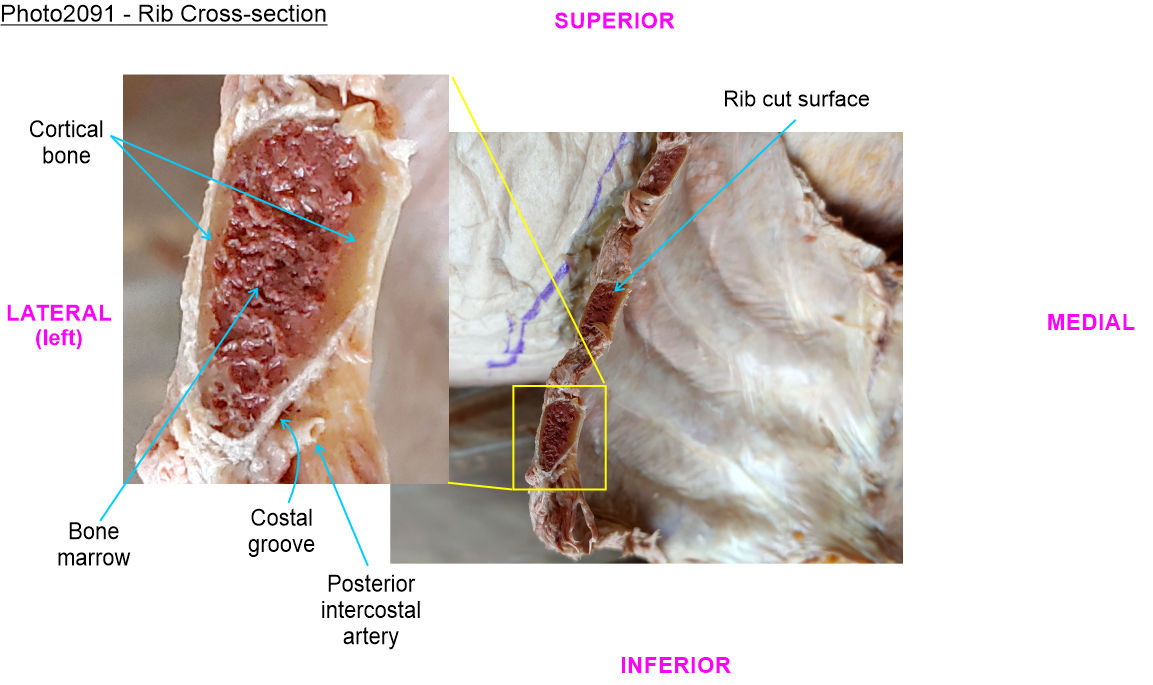 Photo2091 - Rib Cross-section
SUPERIOR
Rib cut surface
Cortical
bone
LATERAL
(left)
MEDIAL
Bone
marrow
Costal
groove
Posterior
intercostal
artery
INFERIOR